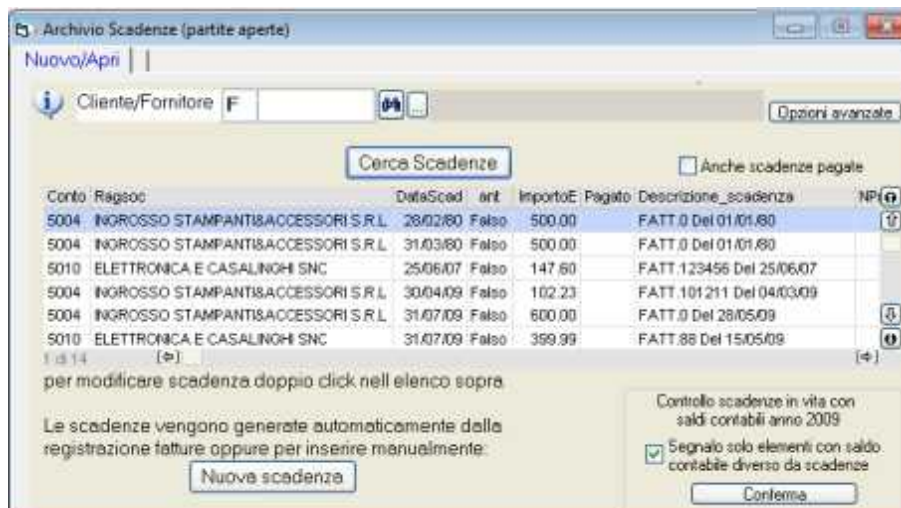 Archivio Scadenze (partite aperte)
Nuovo/Apri
Cliente/Fornitore F
...
Opzioni avanzate
Cerca Scadenze
Anche scadenze pagate
Conto Ragsoc DataScad ant ImportoE Pagato Descrizione_scadenza
5004 INGROSSO STAMPANTI&ACCESSORI S.R.L 28/02/80 Falso 500.00 FATT.0 Del 01/01/80
5004 INGROSSO STAMPANTI&ACCESSORI S.R.L 31/03/80 Falso 500.00 FATT.0 Del 01/01/80
5010 ELETTRONICA E CASALINGHI SNC 25/06/07 Falso 147.60 FATT.123456 Del 25/06/07
5004 INGROSSO STAMPANTI&ACCESSORI S.R.L 30/04/09 Falso 102.23 FATT.101211 Del 04/03/09
5004 INGROSSO STAMPANTI&ACCESSORI S.R.L 31/07/09 Falso 600.00 FATT.0 Del 28/05/09
5010 ELETTRONICA E CASALINGHI SNC 31/07/09 Falso 399.99 FATT.88 Del 15/05/09
1 di 14
per modificare scadenza doppio click nell elenco sopra
Controllo scadenze in vita con
saldi contabili anno 2009
Le scadenze vengono generate automaticamente dalla
registrazione fatture oppure per inserire manualmente:
Segnalo solo elementi con saldo
contabile diverso da scadenze
Nuova scadenza
Conferma